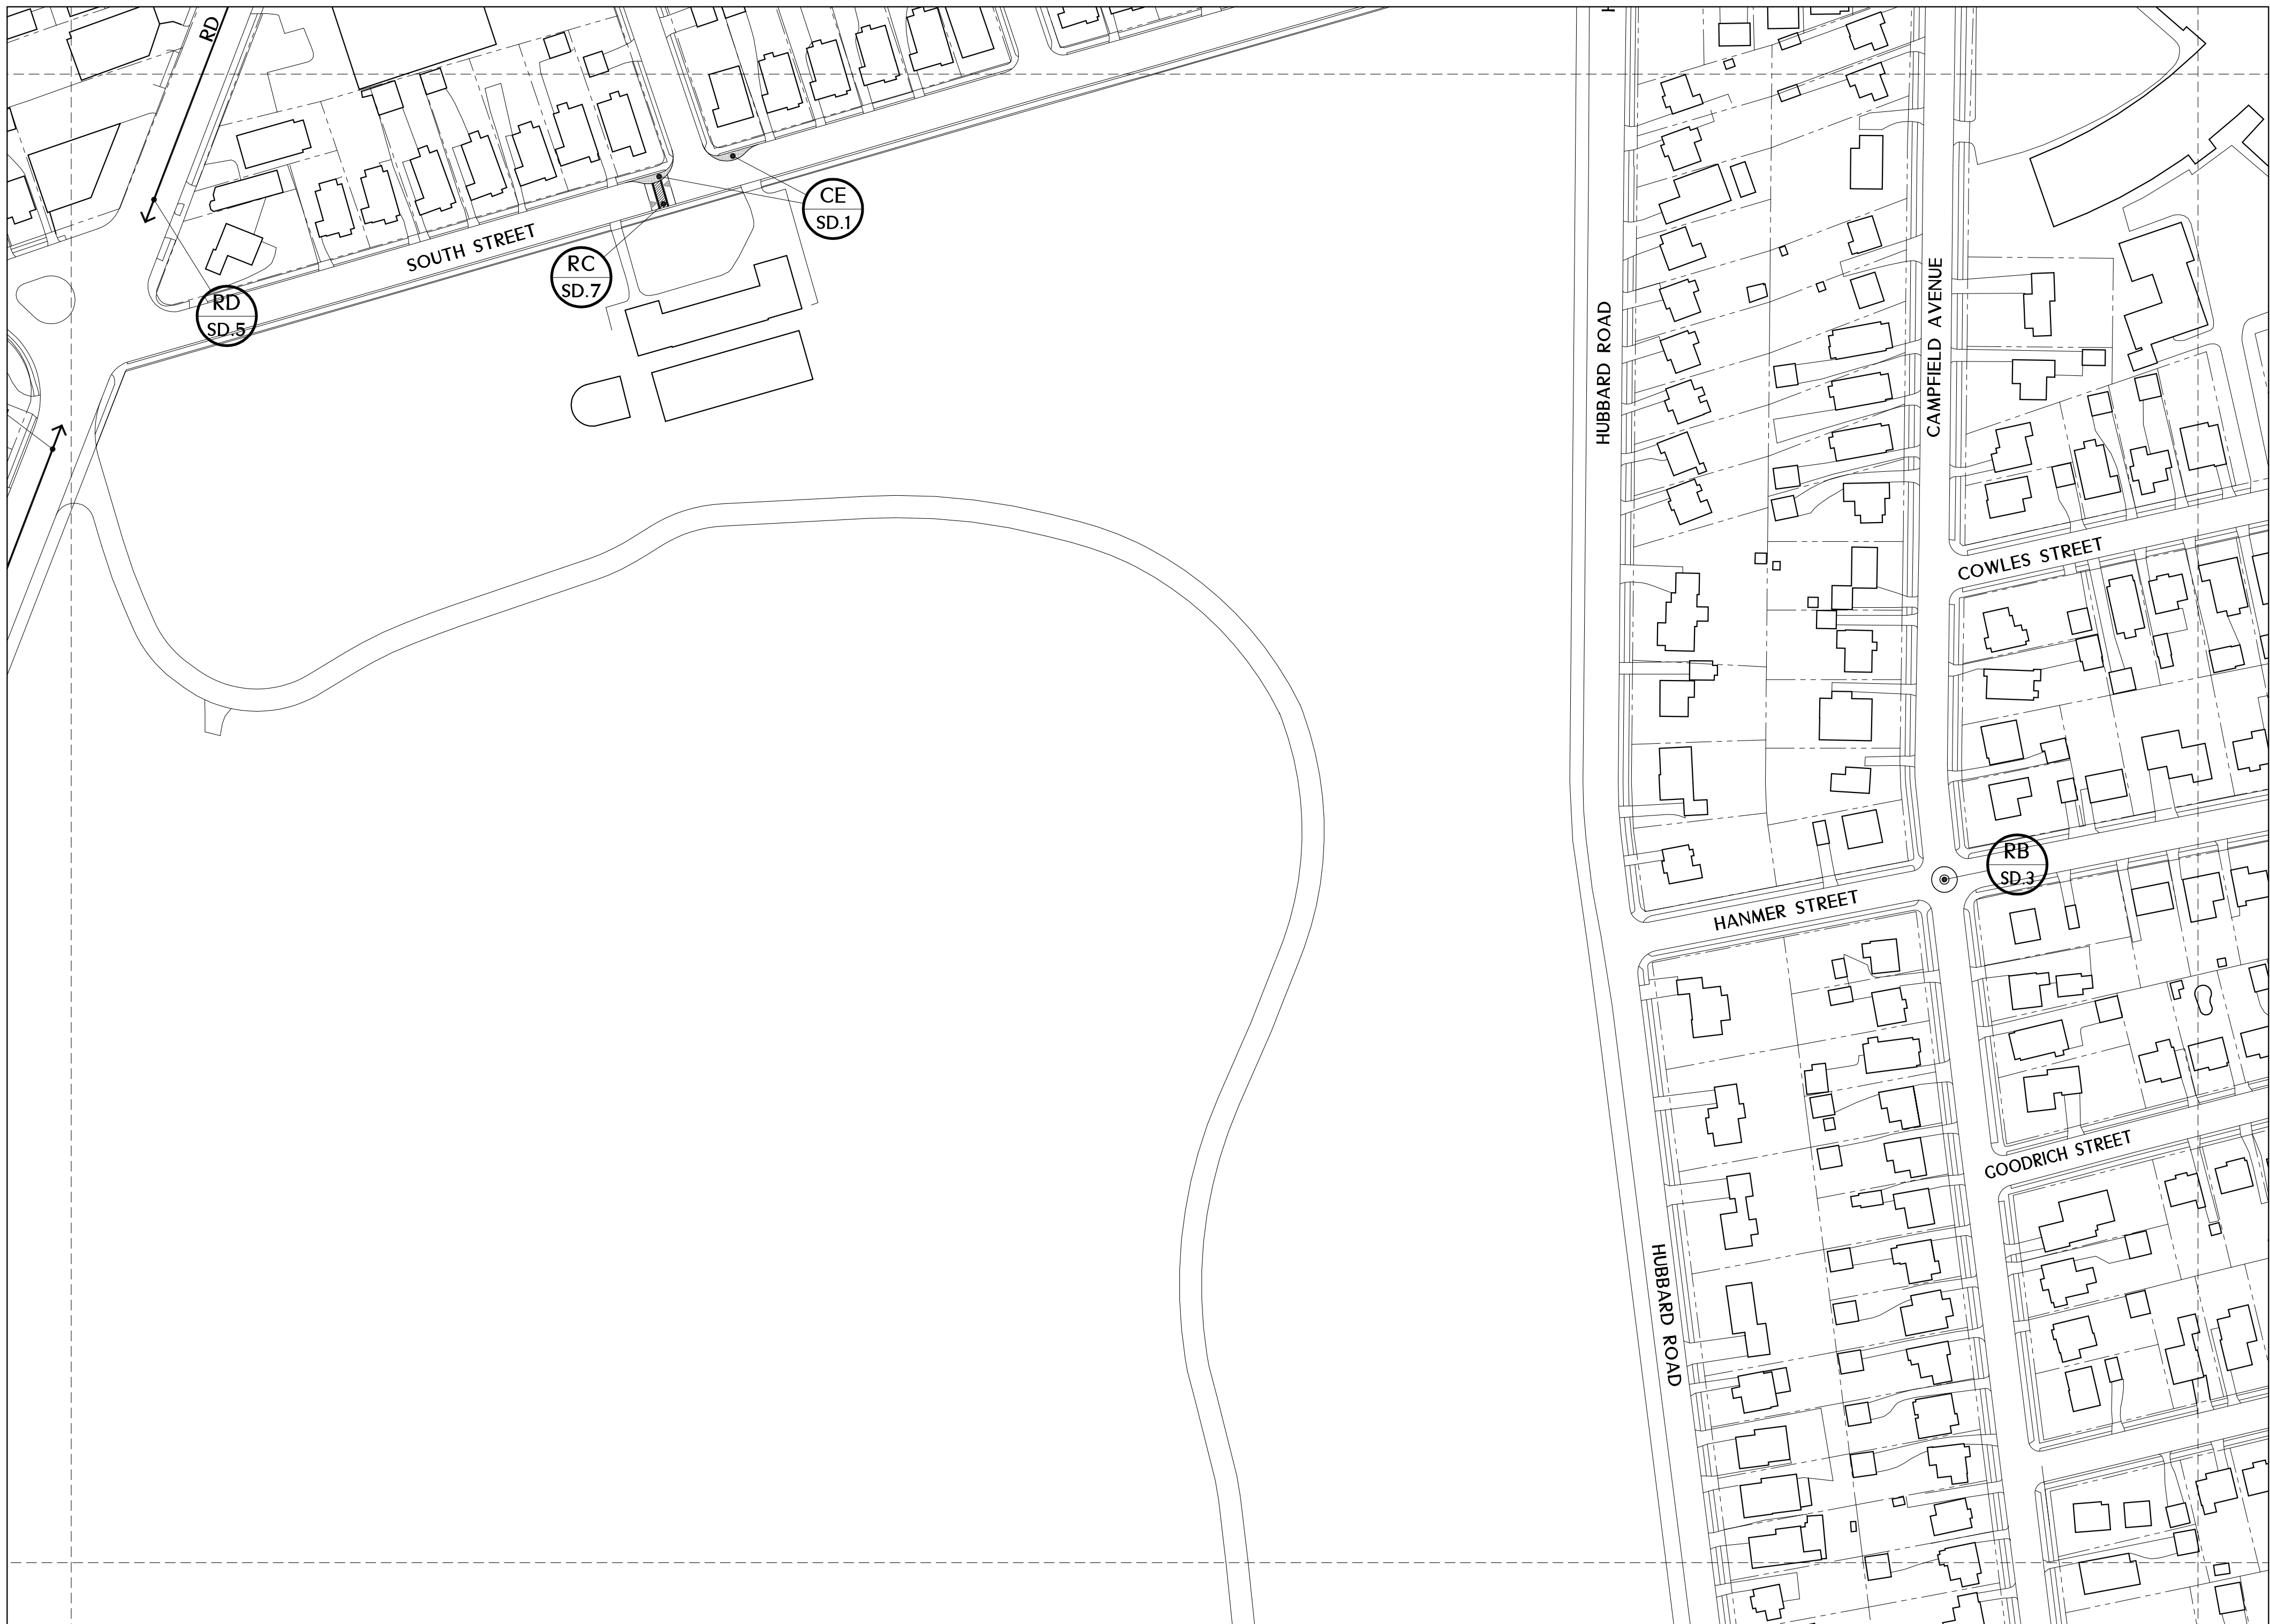 RD
CE
SD.1
SOUTH STREET
RC
SD.7
RD
SD.5
HUBBARD ROAD
CAMPFIELD AVENUE
COWLES STREET
RB
SD.3
HANMER STREET
GOODRICH STREET
HUBBARD ROAD